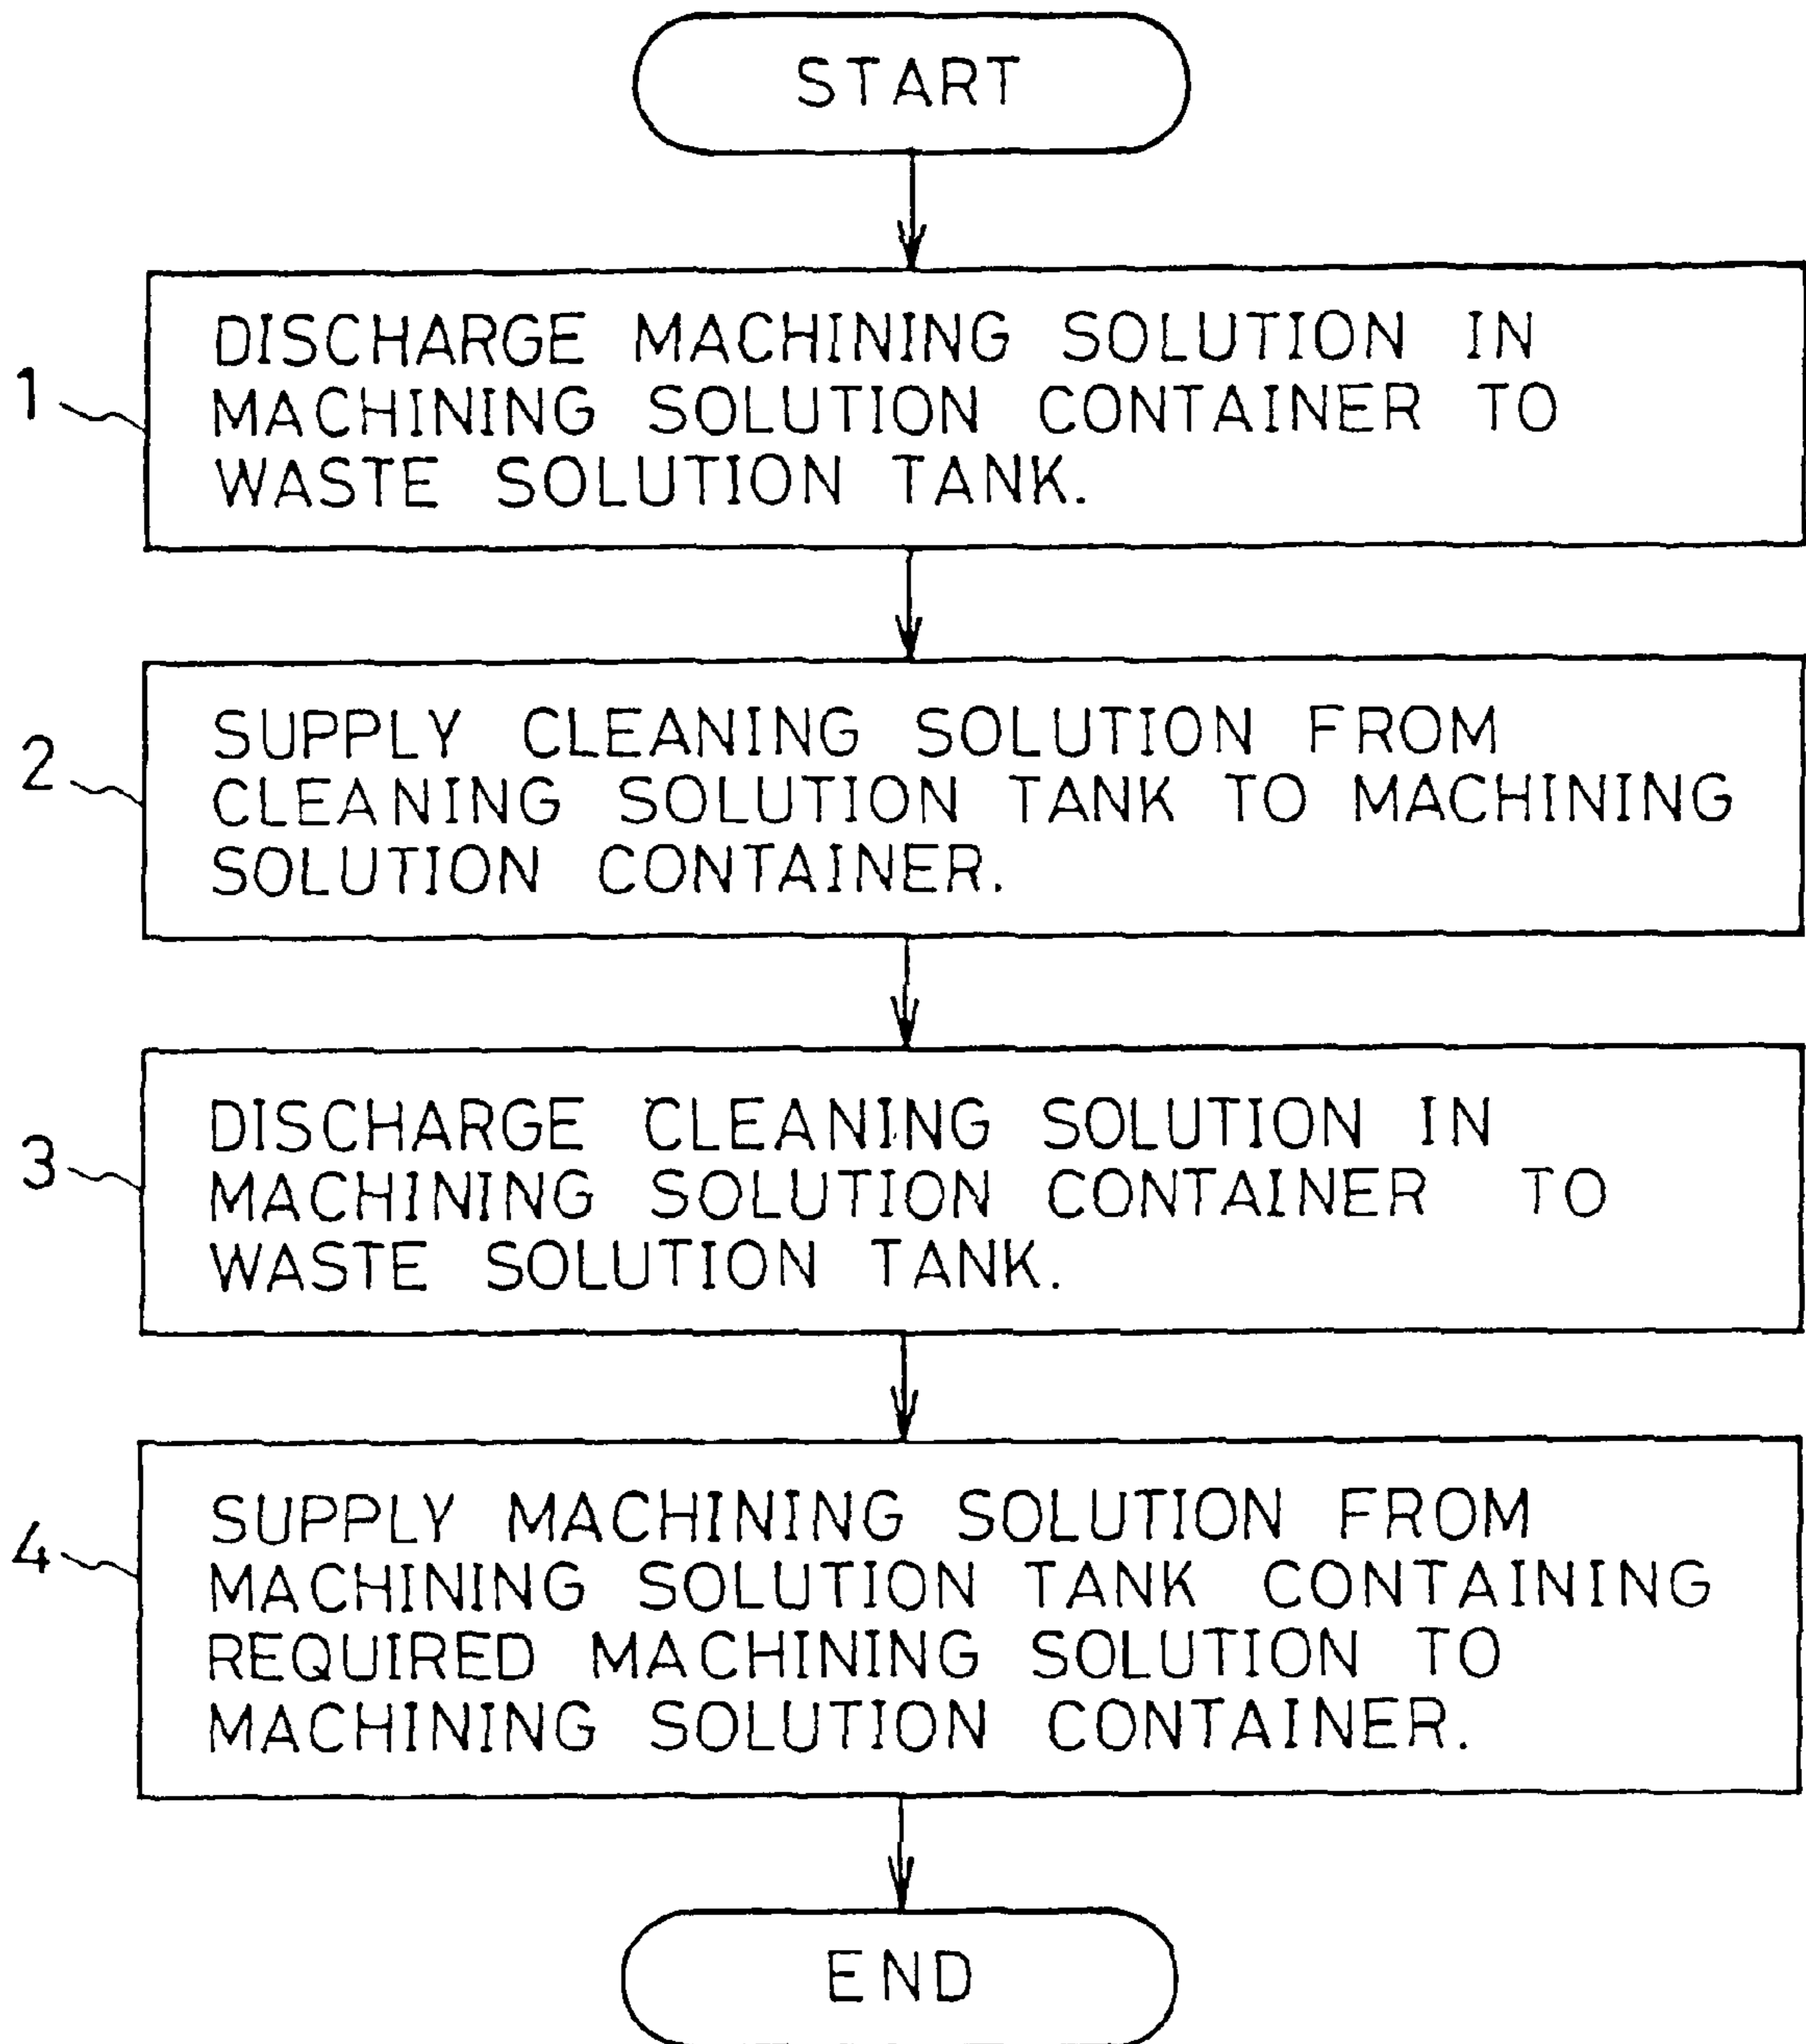 START
1
DISCHARGE MACHINING SOLUTION IN
MACHINING SOLUTION CONTAINER TO
WASTE SOLUTION TANK.
2
SUPPLY CLEANING SOLUTION FROM
CLEANING SOLUTION TANK TO MACHINING
SOLUTION CONTAINER.
3
DISCHARGE CLEANING SOLUTION IN
MACHINING SOLUTION CONTAINER TO
WASTE SOLUTION TANK.
4
SUPPLY MACHINING SOLUTION FROM
MACHINING SOLUTION TANK CONTAINING
REQUIRED MACHINING SOLUTION TO
MACHINING SOLUTION CONTAINER.
END